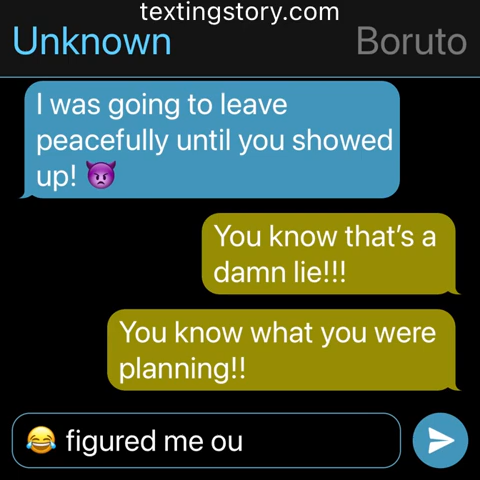 textingstory.com
Unknown
Boruto
I was going to leave
peacefully until you showed
up! 👿
You know that’s a
damn lie!!!
You know what you were
planning!!
😂 figured me ou